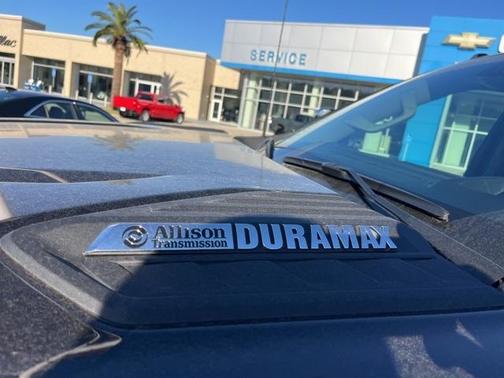 SERVICE
Allison
Transmission
DURAMAX